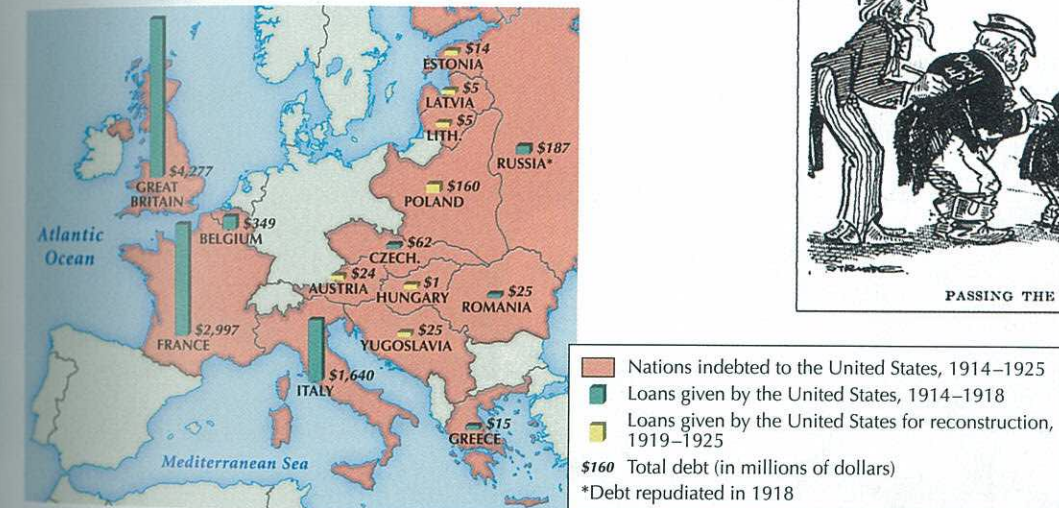 $14
ESTONIA
$5
LATVIA
$5
LITH.
$187
RUSSIA*
$4,277
GREAT
BRITAIN
$160
POLAND
$349
BELGIUM
Atlantic
Ocean
$62
CZECH.
$24
AUSTRIA
$1
HUNGARY
$25
ROMANIA
$2,997
FRANCE
$25
YUGOSLAVIA
$1,640
ITALY
$15
GREECE
Mediterranean Sea
PAY
UP
PASSING THE
Nations indebted to the United States, 1914–1925
Loans given by the United States, 1914–1918
Loans given by the United States for reconstruction,
1919–1925
$160 Total debt (in millions of dollars)
*Debt repudiated in 1918